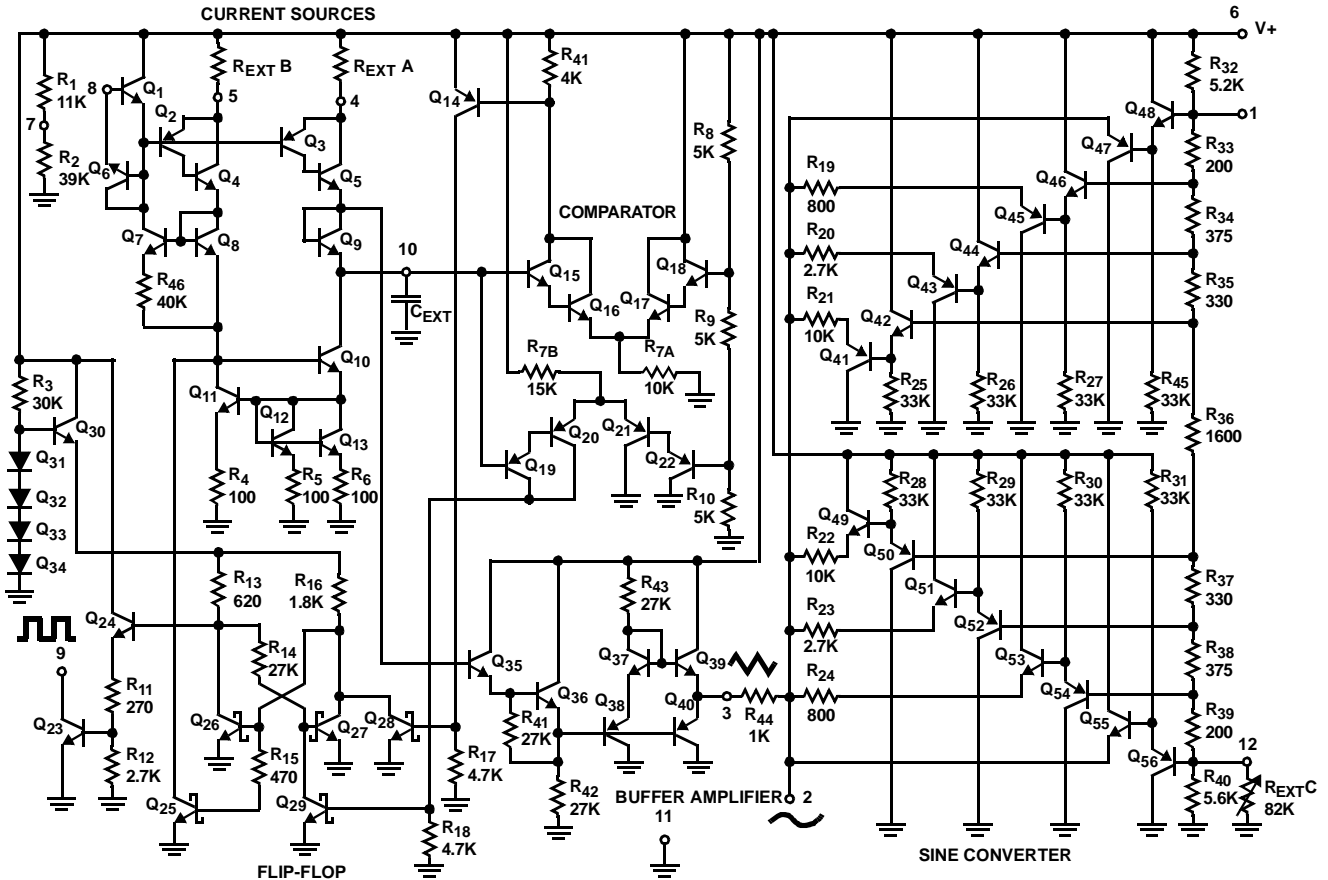 CURRENT SOURCES
6
V+
R1
11K
8
Q1
REXT B
5
REXT A
4
R41
4K
Q14
R32
5.2K
1
7
R2
39K
Q2
Q3
Q6
Q4
Q5
R8
5K
Q48
Q47
R33
200
R19
800
Q46
Q45
R34
375
COMPARATOR
Q7
Q8
Q9
10
R20
2.7K
Q44
Q43
R35
330
R46
40K
CEXT
Q15
Q16
Q17
Q18
R9
5K
R21
10K
Q42
Q41
R7B
15K
R7A
10K
Q10
R3
30K
Q30
Q11
Q12
Q13
R25
33K
R26
33K
R27
33K
R45
33K
R36
1600
Q20
Q21
Q19
Q22
Q31
Q32
Q33
Q34
R4
100
R5
100
R6
100
R10
5K
R28
33K
R29
33K
R30
33K
R31
33K
Q49
R22
10K
Q50
R13
620
R16
1.8K
R43
27K
Q51
R37
330
Q24
9
R14
27K
Q35
Q37
Q39
R23
2.7K
Q52
R38
375
R11
270
Q36
Q38
Q40
3
R44
1K
R24
800
Q53
Q54
Q23
Q26
Q27
Q28
R41
27K
Q55
R39
200
R12
2.7K
R15
470
R17
4.7K
Q56
12
Q25
Q29
R42
27K
BUFFER AMPLIFIER
2
R40
5.6K
REXTC
82K
R18
4.7K
11
FLIP-FLOP
SINE CONVERTER